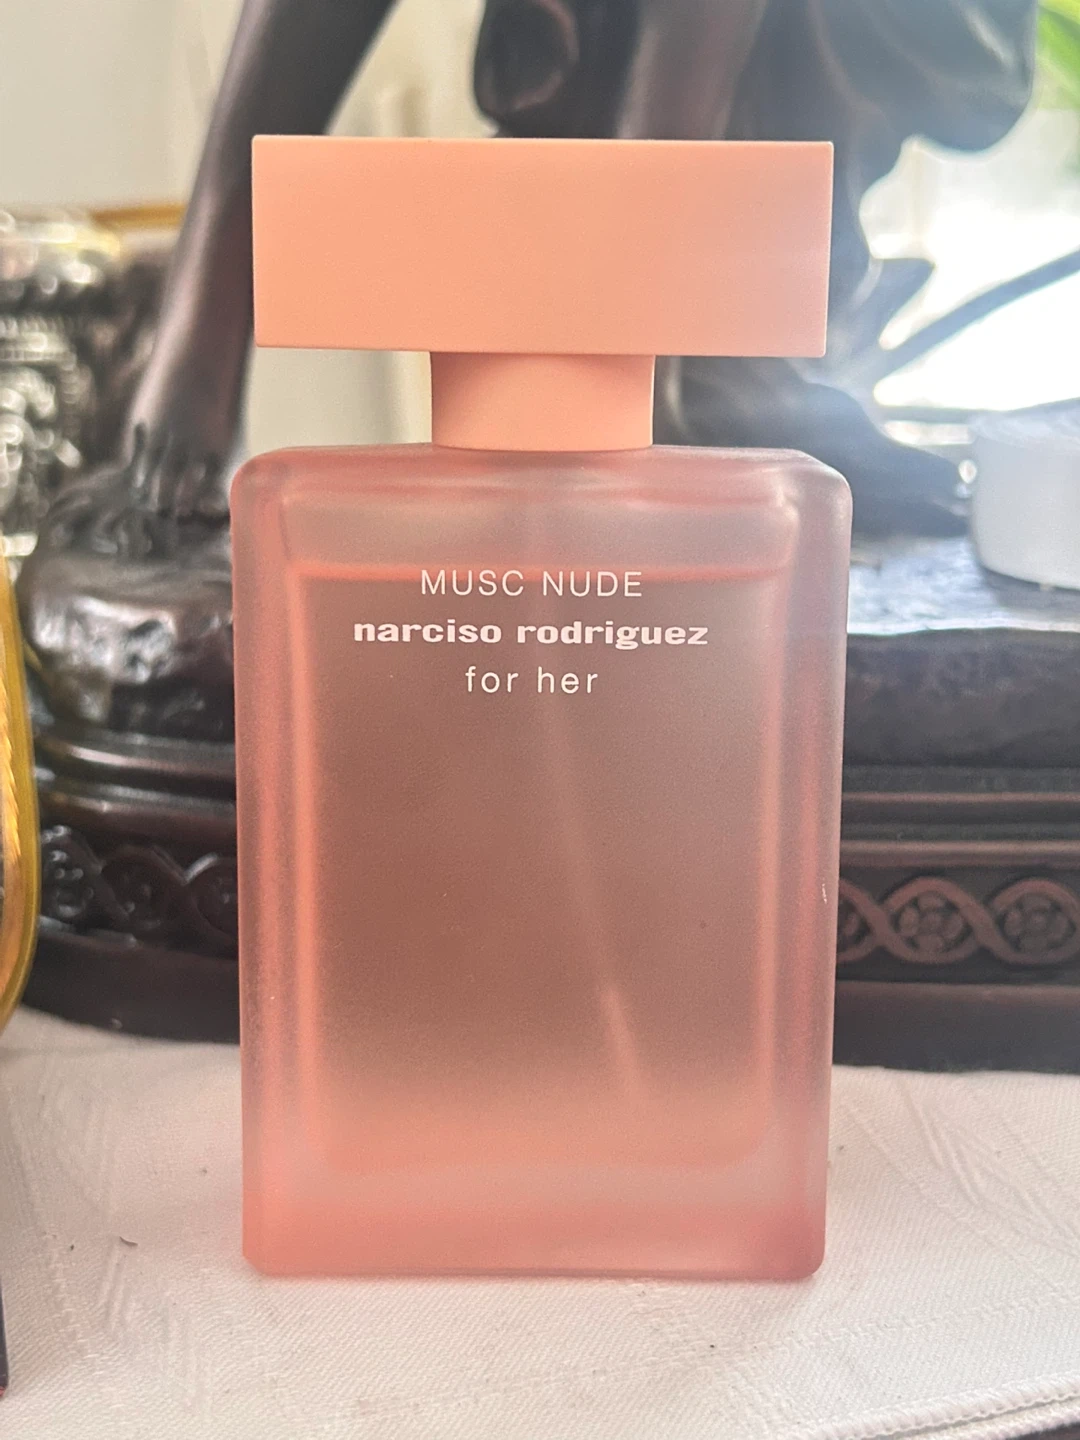 MUSC NUDE
narciso rodriguez
for her